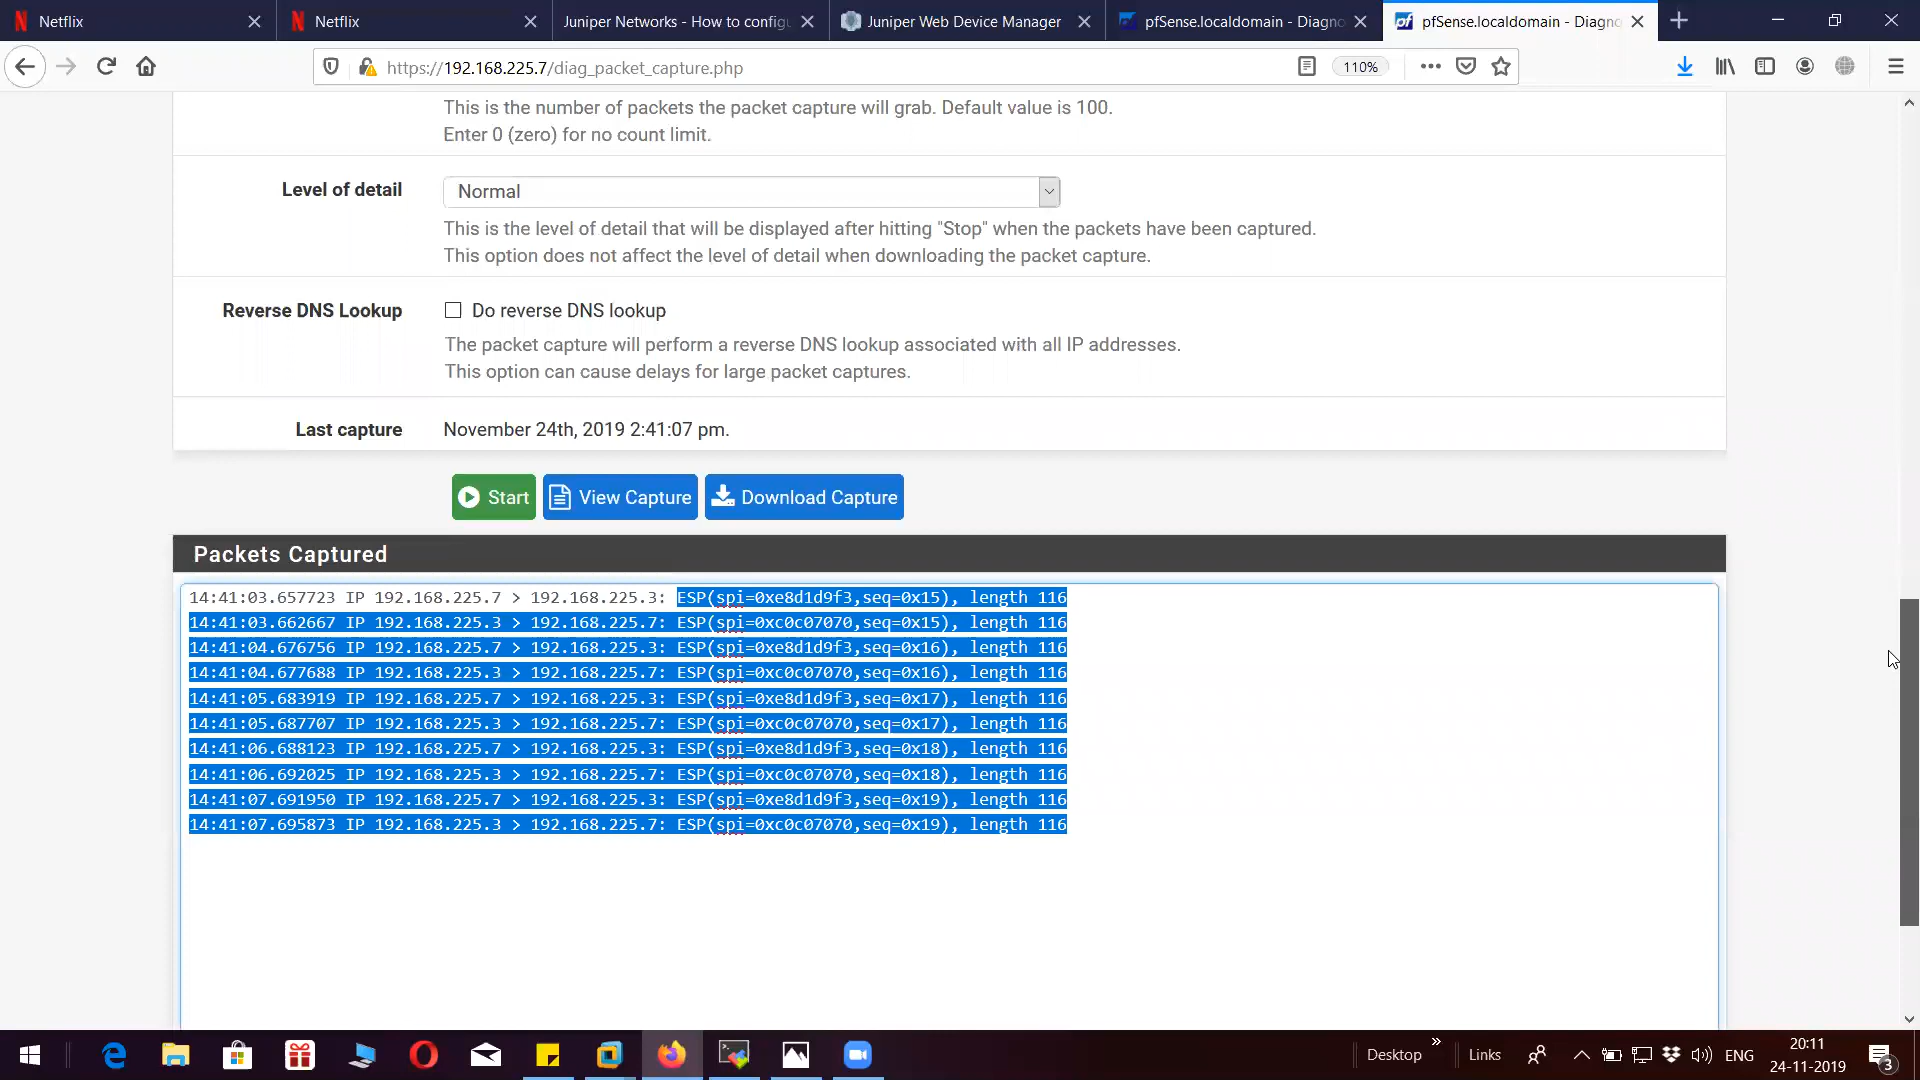 Netflix
Netflix
Juniper Networks - How to configu
Juniper Web Device Manager
pfSense.localdomain - Diagno
pfSense.localdomain - Diagno
https://192.168.225.7/diag_packet_capture.php
110%
This is the number of packets the packet capture will grab. Default value is 100.
Enter 0 (zero) for no count limit.
Level of detail
Normal
This is the level of detail that will be displayed after hitting "Stop" when the packets have been captured.
This option does not affect the level of detail when downloading the packet capture.
Reverse DNS Lookup
Do reverse DNS lookup
The packet capture will perform a reverse DNS lookup associated with all IP addresses.
This option can cause delays for large packet captures.
Last capture
November 24th, 2019 2:41:07 pm.
Start
View Capture
Download Capture
Packets Captured
14:41:03.657723 IP 192.168.225.7 > 192.168.225.3: ESP(spi=0xe8d1d9f3,seq=0x15), length 116
14:41:03.662667 IP 192.168.225.3 > 192.168.225.7: ESP(spi=0xc0c07070,seq=0x15), length 116
14:41:04.676756 IP 192.168.225.7 > 192.168.225.3: ESP(spi=0xe8d1d9f3,seq=0x16), length 116
14:41:04.677688 IP 192.168.225.3 > 192.168.225.7: ESP(spi=0xc0c07070,seq=0x16), length 116
14:41:05.683919 IP 192.168.225.7 > 192.168.225.3: ESP(spi=0xe8d1d9f3,seq=0x17), length 116
14:41:05.687707 IP 192.168.225.3 > 192.168.225.7: ESP(spi=0xc0c07070,seq=0x17), length 116
14:41:06.688123 IP 192.168.225.7 > 192.168.225.3: ESP(spi=0xe8d1d9f3,seq=0x18), length 116
14:41:06.692025 IP 192.168.225.3 > 192.168.225.7: ESP(spi=0xc0c07070,seq=0x18), length 116
14:41:07.691950 IP 192.168.225.7 > 192.168.225.3: ESP(spi=0xe8d1d9f3,seq=0x19), length 116
14:41:07.695873 IP 192.168.225.3 > 192.168.225.7: ESP(spi=0xc0c07070,seq=0x19), length 116
Desktop
Links
ENG
20:11
24-11-2019
3